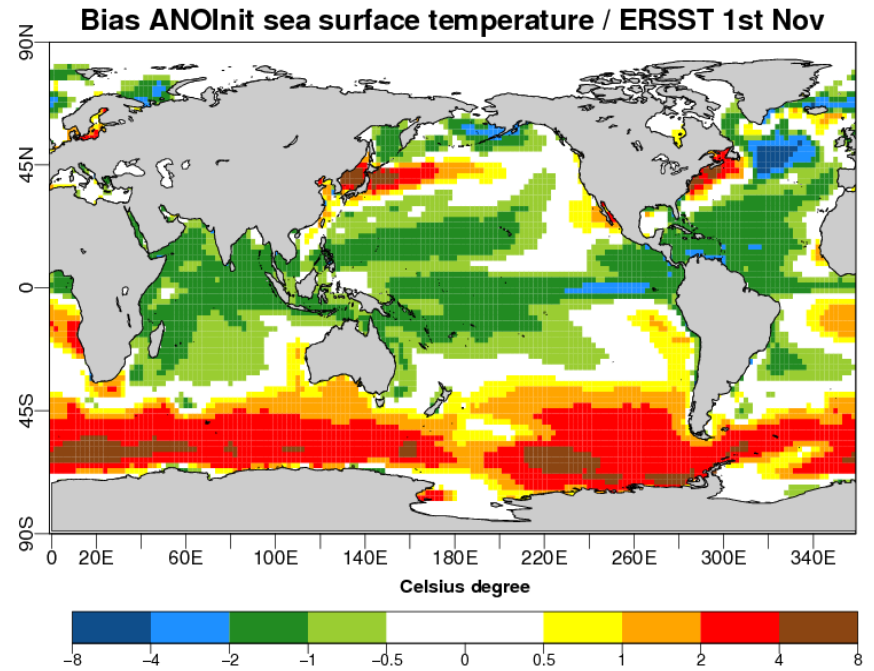 Bias ANOInit sea surface temperature / ERSST 1st Nov
90N
45N
0
45S
90S
0 20E 60E 100E 140E 180E 220E 260E 300E 340E
Celsius degree
−8 −4 −2 −1 −0.5 0 0.5 1 2 4 8